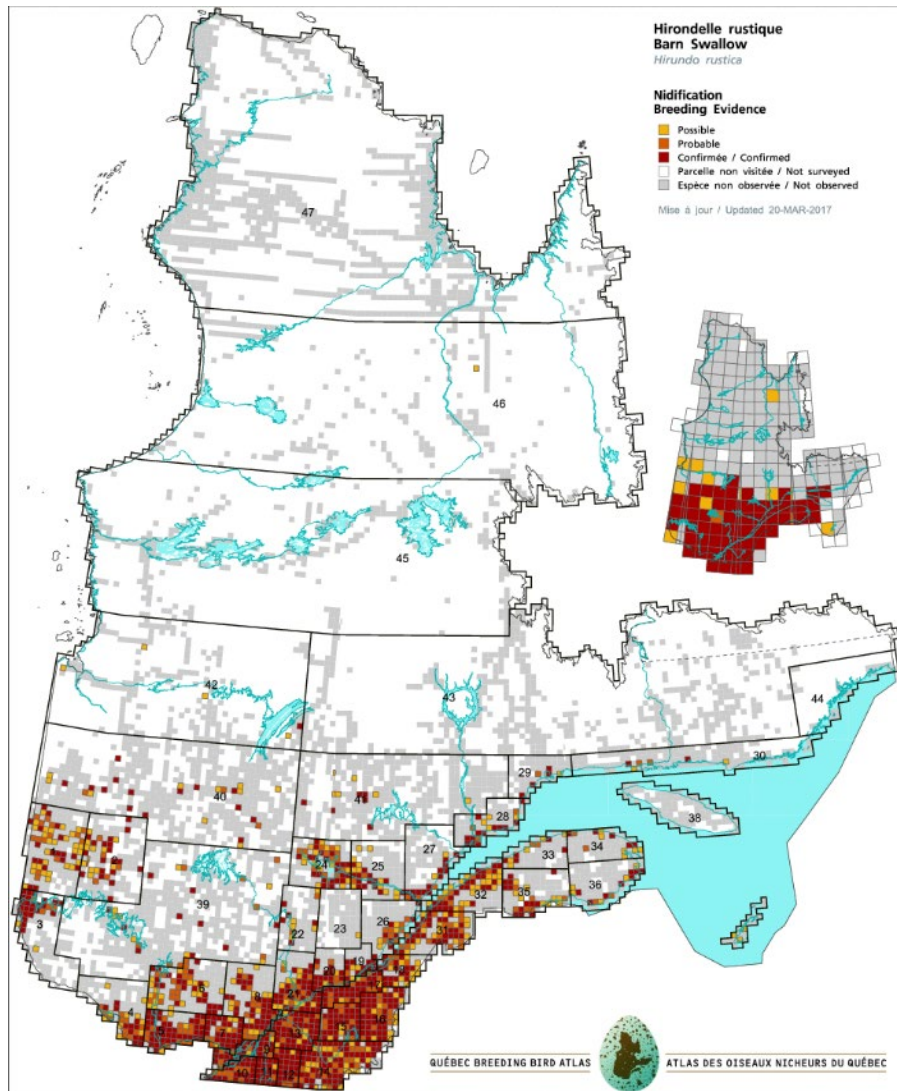 Hirondelle rustique
Barn Swallow
Hirundo rustica
Nidification
Breeding Evidence
Possible
Probable
Confirmée / Confirmed
Parcelle non visitée / Not surveyed
Espèce non observée / Not observed
Mise à jour / Updated 20-MAR-2017
47
46
45
42
43
44
30
29
40
41
28
38
27
33
34
24
25
32
35
36
39
3
22
23
26
31
4
QUÉBEC BREEDING BIRD ATLAS
ATLAS DES OISEAUX NICHEURS DU QUÉBEC